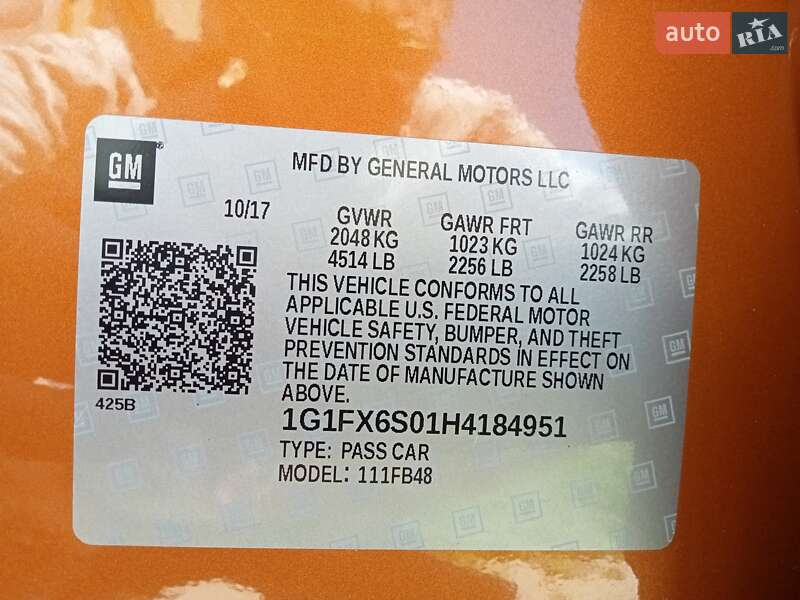 auto RIA .com
GM
MFD BY GENERAL MOTORS LLC
10/17
GVWR
2048 KG
4514 LB
GAWR FRT
1023 KG
2256 LB
GAWR RR
1024 KG
2258 LB
THIS VEHICLE CONFORMS TO ALL
APPLICABLE U.S. FEDERAL MOTOR
VEHICLE SAFETY, BUMPER, AND THEFT
PREVENTION STANDARDS IN EFFECT ON
THE DATE OF MANUFACTURE SHOWN
ABOVE.
425B
1G1FX6S01H4184951
TYPE: PASS CAR
MODEL: 111FB48